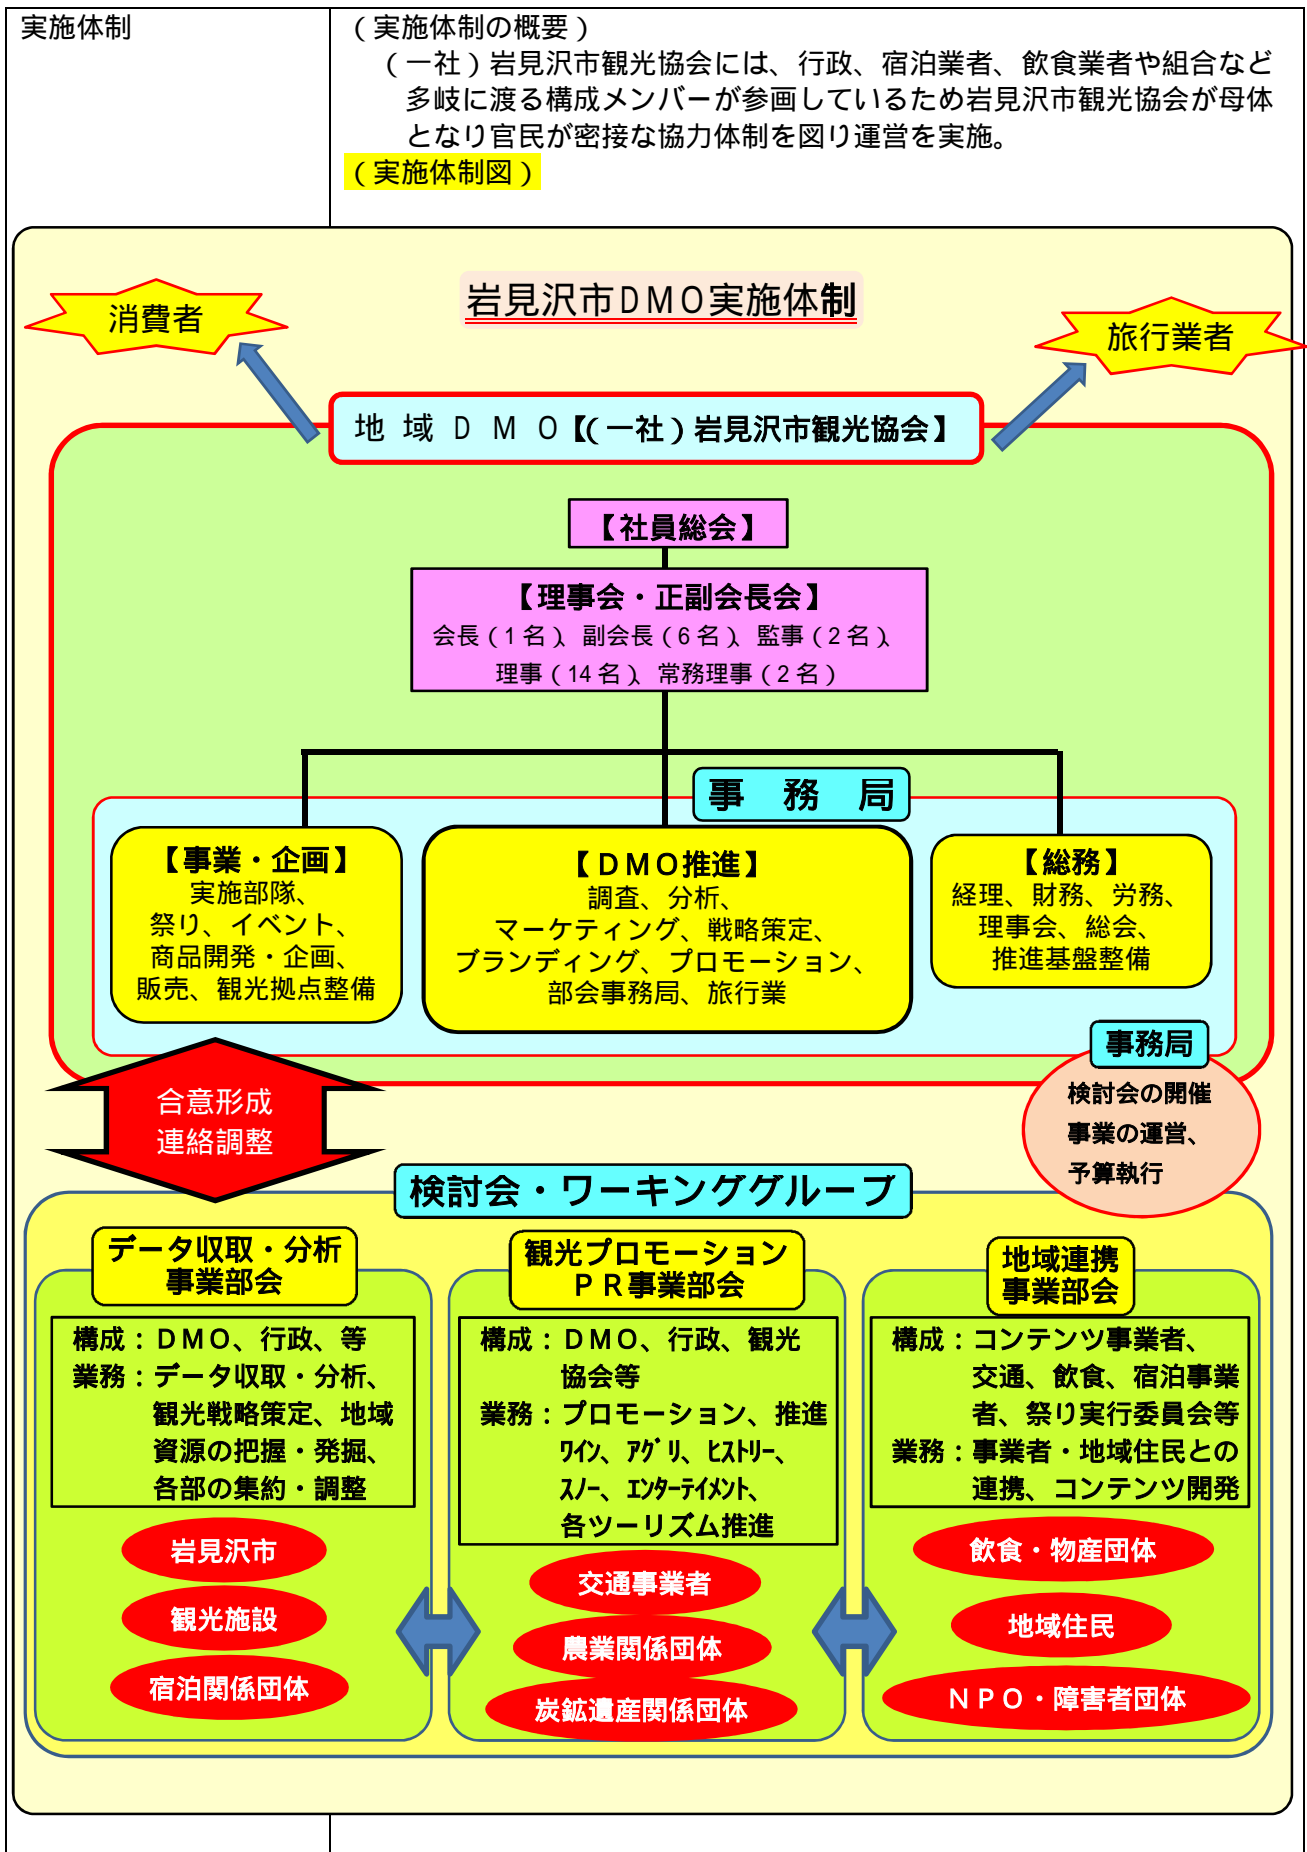 実施体制
（実施体制の概要）
（一社）岩見沢市観光協会には、行政、宿泊業者、飲食業者や組合など
多岐に渡る構成メンバーが参画しているため岩見沢市観光協会が母体
となり官民が密接な協力体制を図り運営を実施。
（実施体制図）
岩見沢市ＤＭＯ実施体制
消費者
旅行業者
地域ＤＭＯ【（一社）岩見沢市観光協会】
【社員総会】
【理事会・正副会長会】
会長（1名）、副会長（6名）、監事（2名）、
理事（14名）、常務理事（2名）
事務局
【事業・企画】
実施部隊、
祭り、イベント、
商品開発・企画、
販売、観光拠点整備
【ＤＭＯ推進】
調査、分析、
マーケティング、戦略策定、
ブランディング、プロモーション、
部会事務局、旅行業
【総務】
経理、財務、労務、
理事会、総会、
推進基盤整備
合意形成
連絡調整
事務局
検討会の開催
事業の運営、
予算執行
検討会・ワーキンググループ
データ収取・分析
事業部会
構成：ＤＭＯ、行政、等
業務：データ収取・分析、
観光戦略策定、地域
資源の把握・発掘、
各部の集約・調整
岩見沢市
観光施設
宿泊関係団体
観光プロモーション
ＰＲ事業部会
構成：ＤＭＯ、行政、観光
協会等
業務：プロモーション、推進
ﾜｲﾝ、ｱｸﾞﾘ、ﾋｽﾄﾘｰ、
ｽﾉｰ、ｴﾝﾀｰﾃｲﾒﾝﾄ、
各ツーリズム推進
交通事業者
農業関係団体
炭鉱遺産関係団体
地域連携
事業部会
構成：コンテンツ事業者、
交通、飲食、宿泊事業
者、祭り実行委員会等
業務：事業者・地域住民との
連携、コンテンツ開発
飲食・物産団体
地域住民
ＮＰＯ・障害者団体